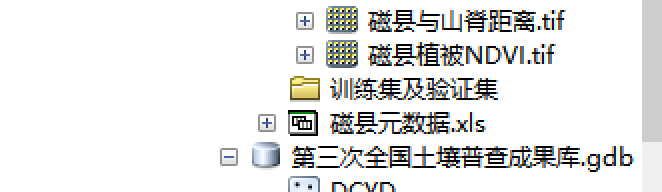 磁县与山脊距离.tif
磁县植被NDVI.tif
训练集及验证集
磁县元数据.xls
第三次全国土壤普查成果库.gdb
DCYD